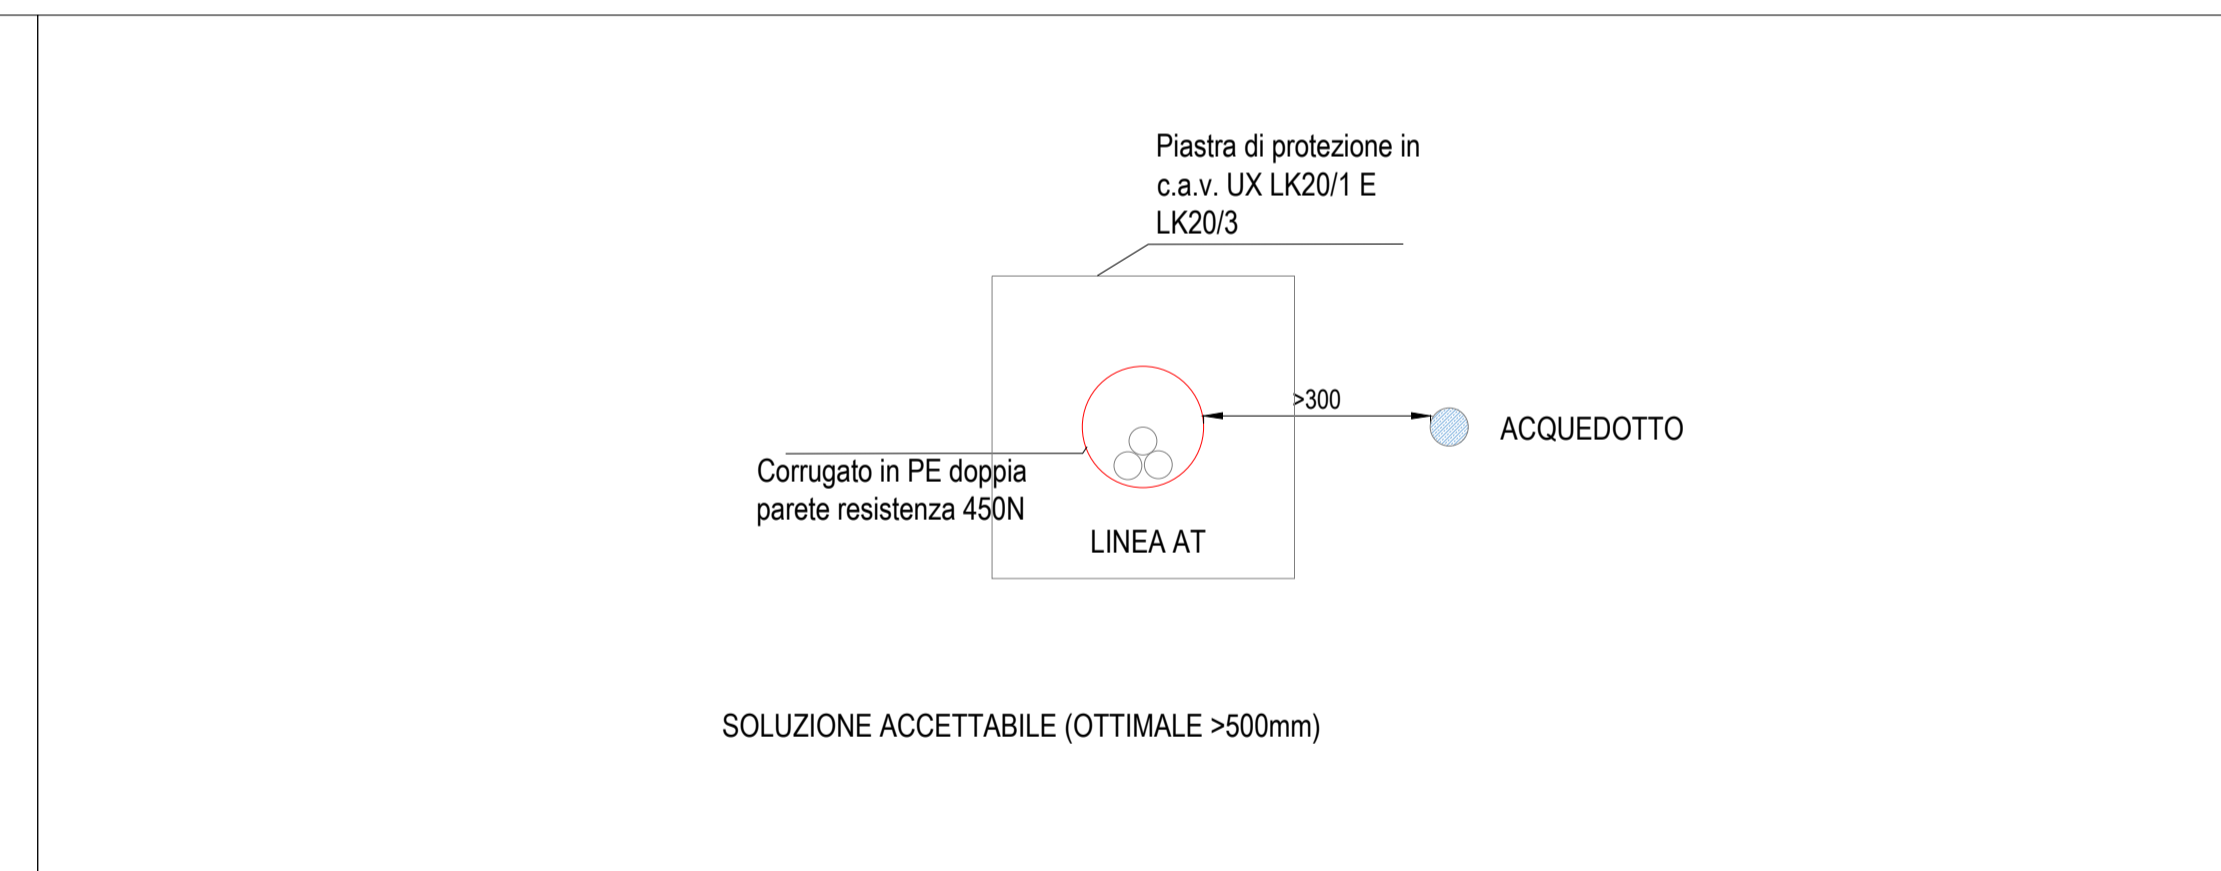 Piastra di protezione in
c.a.v. UX LK20/1 E
LK20/3
>300
ACQUEDOTTO
Corrugato in PE doppia
parete resistenza 450N
LINEA AT
SOLUZIONE ACCETTABILE (OTTIMALE >500mm)